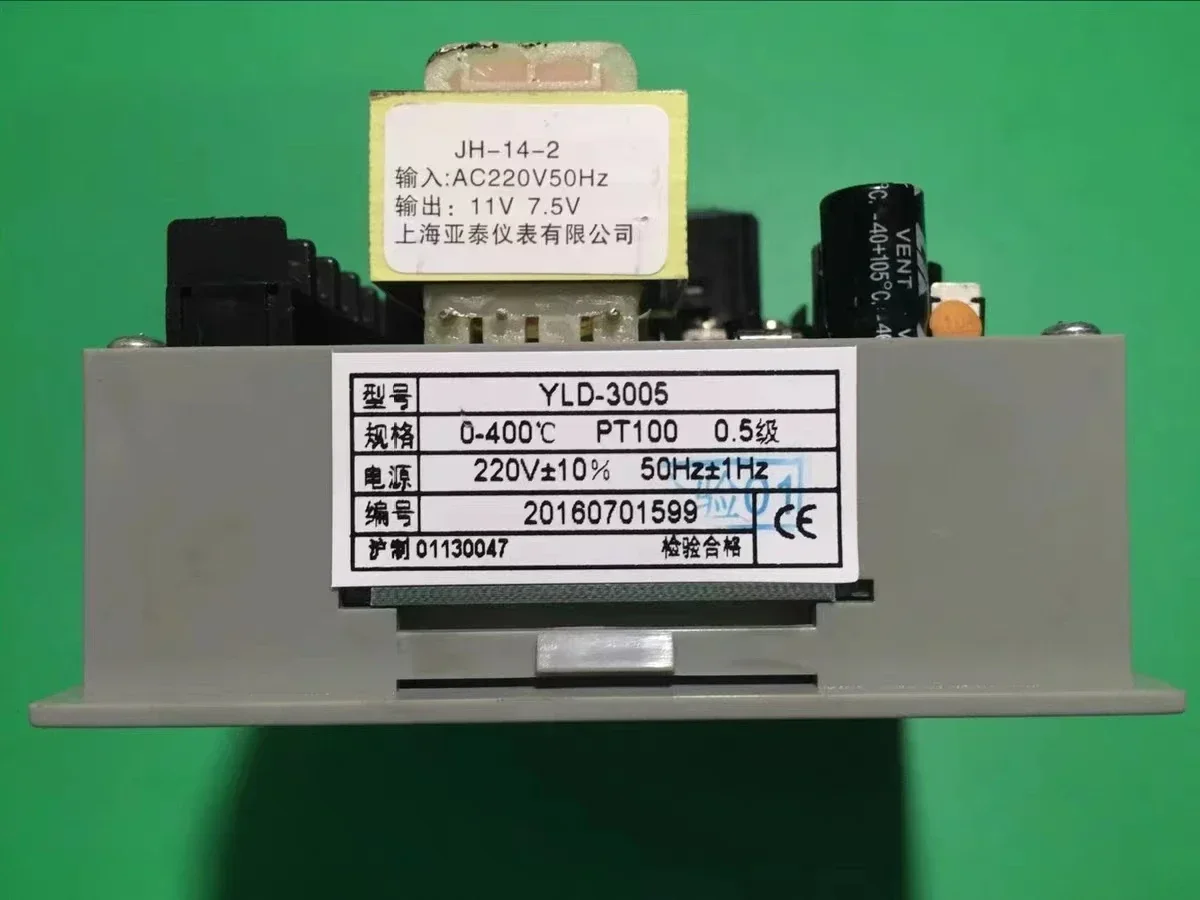 JH-14-2
输入:AC220V50Hz
输出: 11V 7.5V
上海亚泰仪表有限公司
VENT
-40+105°C.
型号 YLD-3005
规格 0-400℃ PT100 0.5级
电源 220V±10% 50Hz±1Hz
验01
编号 20160701599
CE
沪制 01130047 检验合格